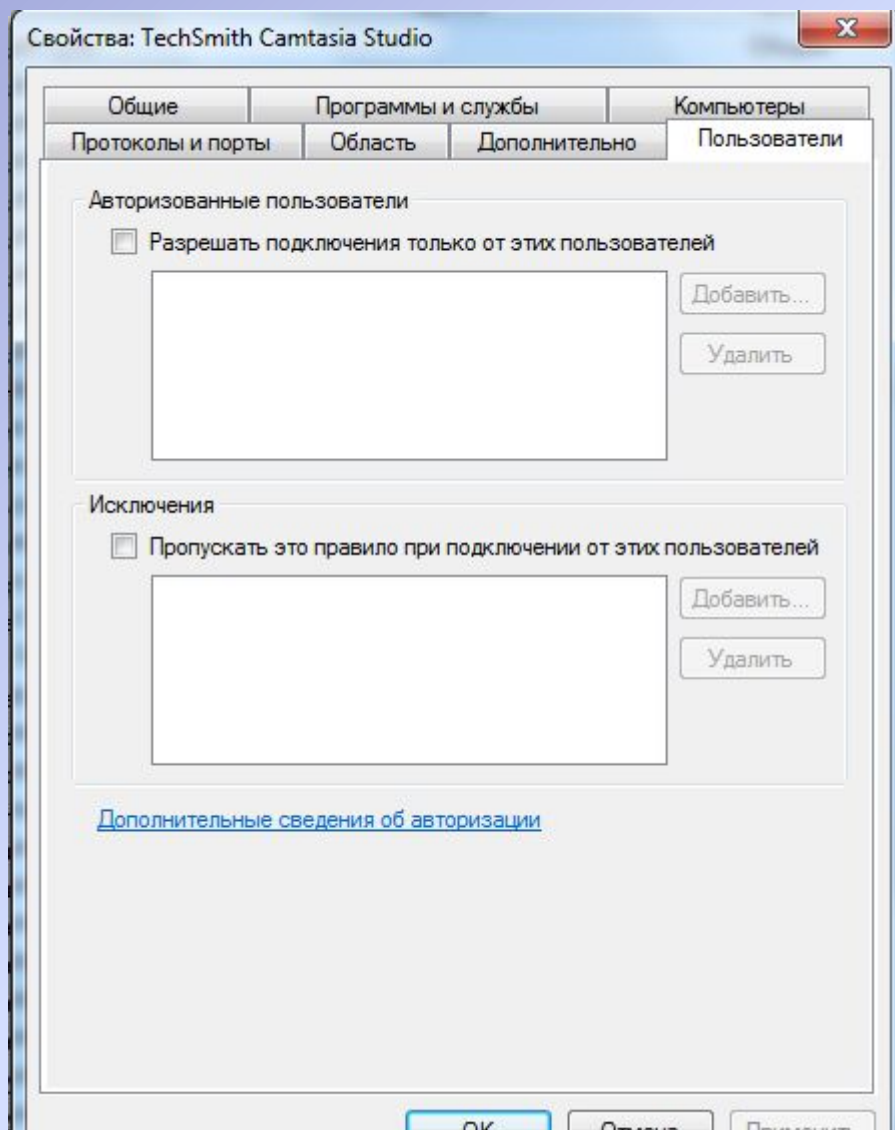 Свойства: TechSmith Camtasia Studio
Общие
Программы и службы
Компьютеры
Протоколы и порты
Область
Дополнительно
Пользователи
Авторизованные пользователи
Разрешать подключения только от этих пользователей
Добавить...
Удалить
Исключения
Пропускать это правило при подключении от этих пользователей
Добавить...
Удалить
Дополнительные сведения об авторизации
OK
Отмена
Применить